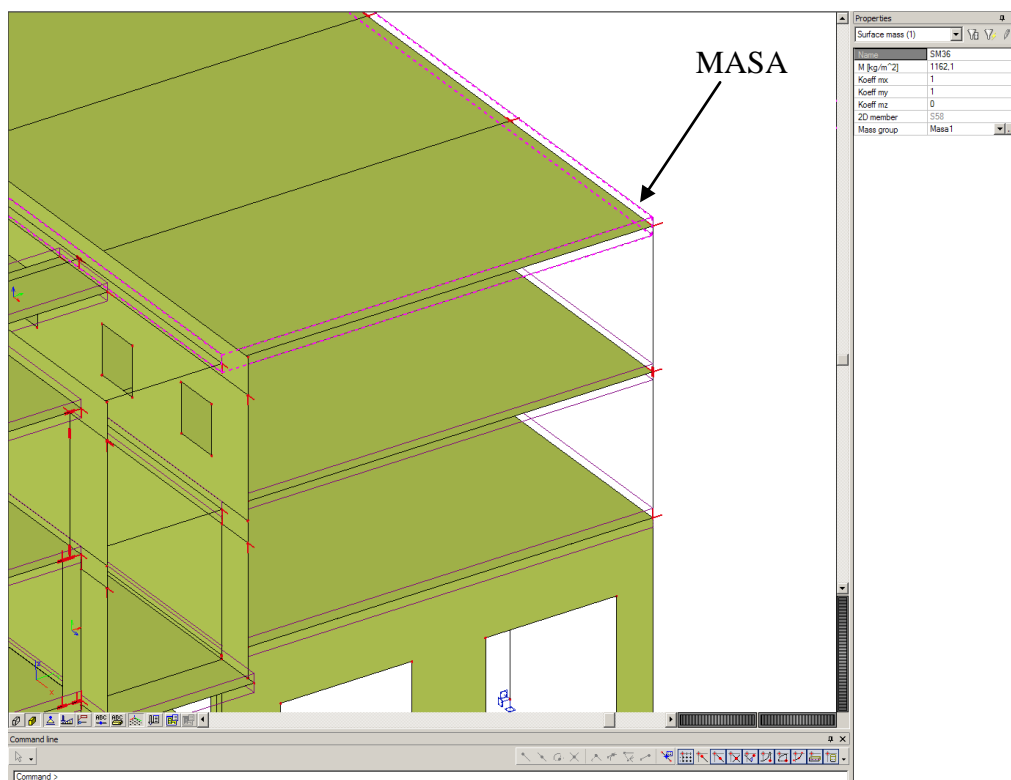 MASA
Properties
Surface mass (1)
Name SM36
M [kg/m^2] 1162,1
Koeff mx 1
Koeff my 1
Koeff mz 0
2D member S58
Mass group Masa1
Command line
Command >